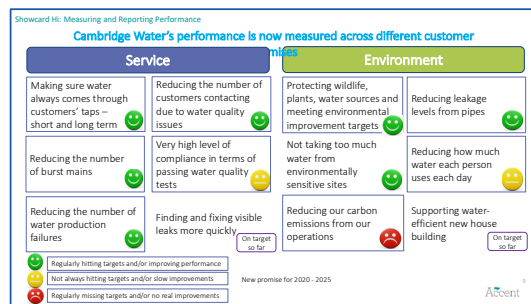 Showcard Hi: Measuring and Reporting Performance
Cambridge Water's performance is now measured across different customer
mises
Service
Environment
Making sure water
always comes through
customers' taps –
short and long term
Reducing the number of
customers contacting
due to water quality
issues
Protecting wildlife,
plants, water sources and
meeting environmental
improvement targets
Reducing leakage
levels from pipes
Reducing the number
of burst mains
Very high level of
compliance in terms of
passing water quality
tests
Not taking too much
water from
environmentally
sensitive sites
Reducing how much
water each person
uses each day
Reducing the number of
water production
failures
Finding and fixing visible
leaks more quickly
On target
so far
Reducing our carbon
emissions from our
operations
Supporting water-
efficient new house
building
On target
so far
Regularly hitting targets and/or improving performance
Not always hitting targets and/or slow improvements
Regularly missing targets and/no real improvements
New promise for 2020 - 2025
Accent